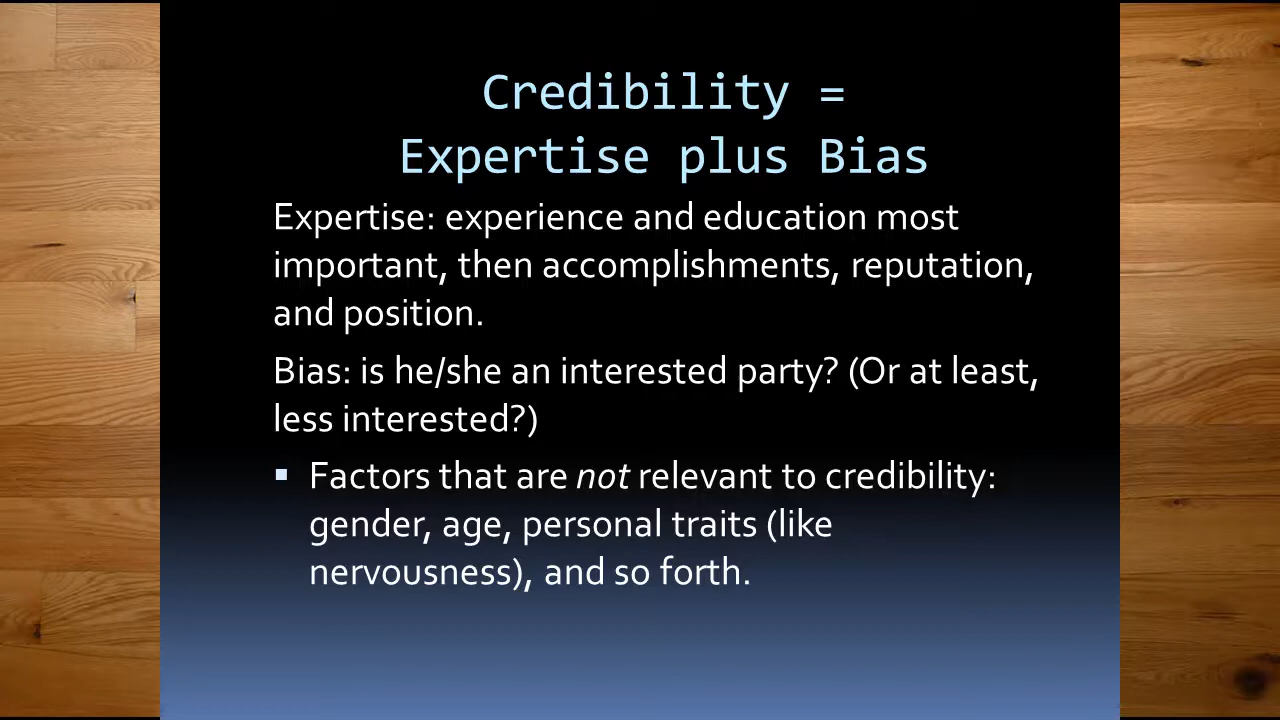 Credibility =
Expertise plus Bias
Expertise: experience and education most
important, then accomplishments, reputation,
and position.
Bias: is he/she an interested party? (Or at least,
less interested?)
▪ Factors that are not relevant to credibility:
gender, age, personal traits (like
nervousness), and so forth.